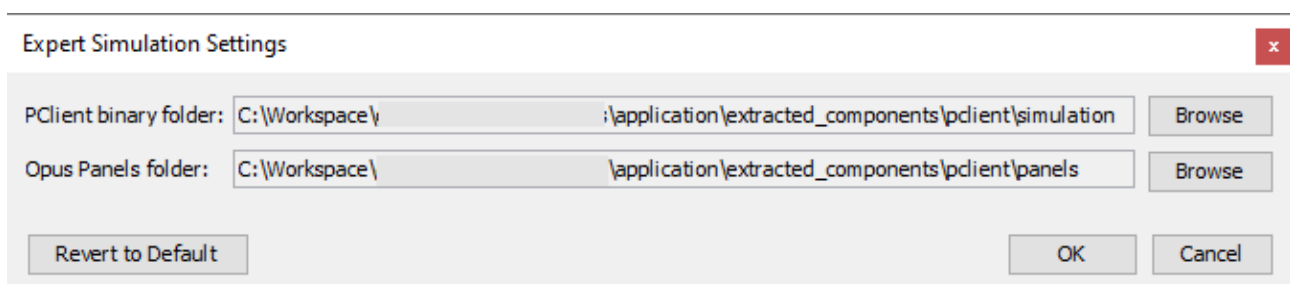 Expert Simulation Settings
x
PClient binary folder: C:\Workspace\ \application\extracted_components\pclient\simulation Browse
Opus Panels folder: C:\Workspace\ \application\extracted_components\pclient\panels Browse
Revert to Default OK Cancel